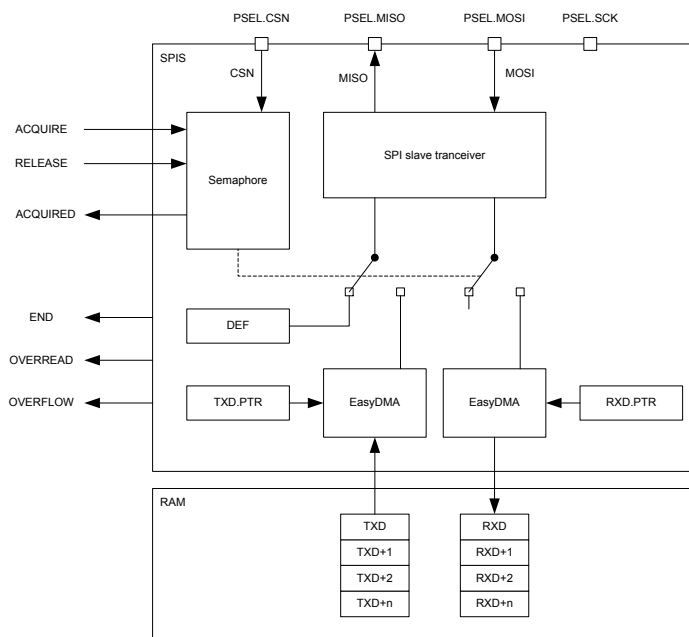 PSEL.CSN PSEL.MISO PSEL.MOSI PSEL.SCK
SPIS
CSN MISO MOSI
ACQUIRE
RELEASE
ACQUIRED
Semaphore
SPI slave tranceiver
END
OVERREAD
OVERFLOW
DEF
TXD.PTR EasyDMA EasyDMA RXD.PTR
RAM
TXD RXD
TXD+1 RXD+1
TXD+2 RXD+2
TXD+n RXD+n